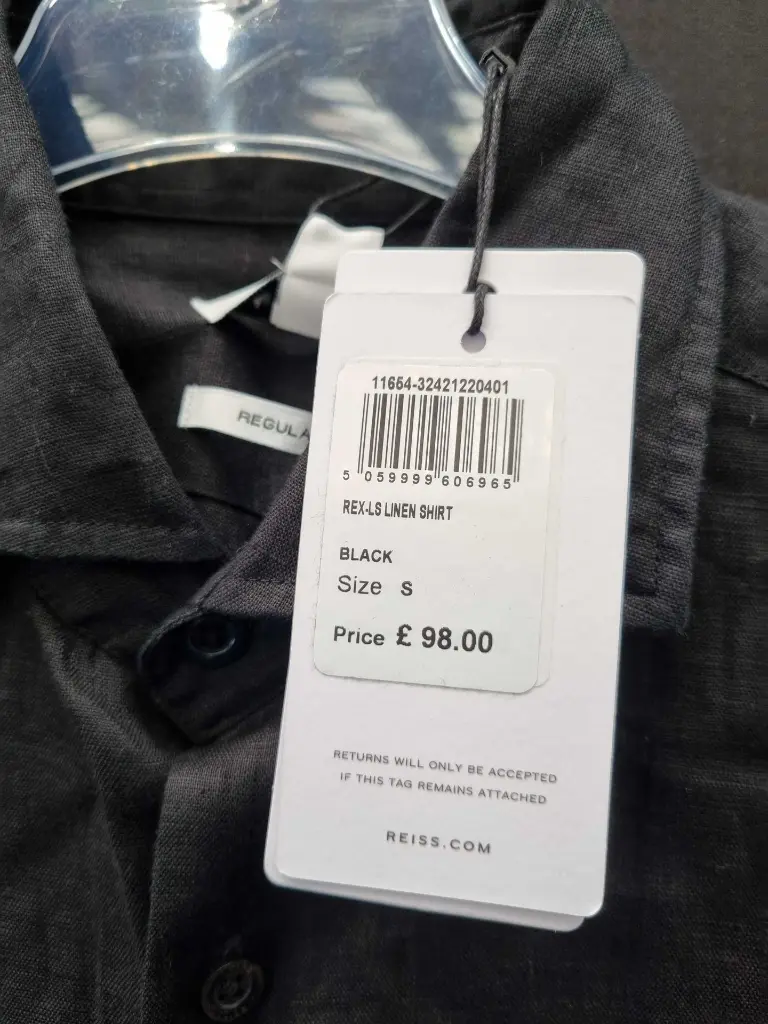 11654-32421220401
5 059999 606965
REX-LS LINEN SHIRT
BLACK
Size S
Price £ 98.00
RETURNS WILL ONLY BE ACCEPTED
IF THIS TAG REMAINS ATTACHED
REISS.COM
REGULA